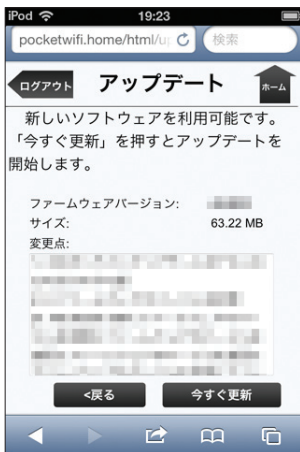 iPod 19:23
pocketwifi.home/html/up
検索
ログアウト アップデート ホーム
新しいソフトウェアを利用可能です。
「今すぐ更新」を押すとアップデートを
開始します。
ファームウェアバージョン:
サイズ: 63.22 MB
変更点:
<戻る 今すぐ更新